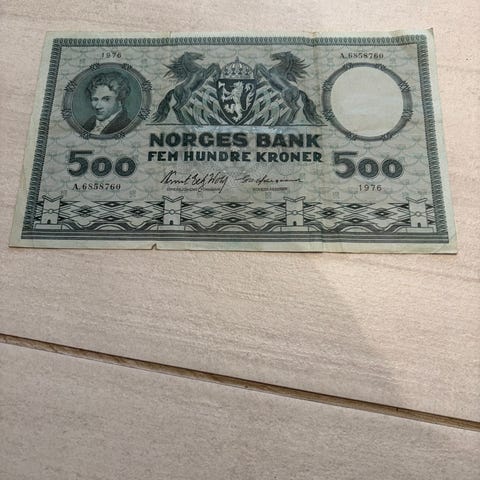 1976
A.6858760
NORGES BANK
FEM HUNDRE KRONER
500
500
A.6858760
1976